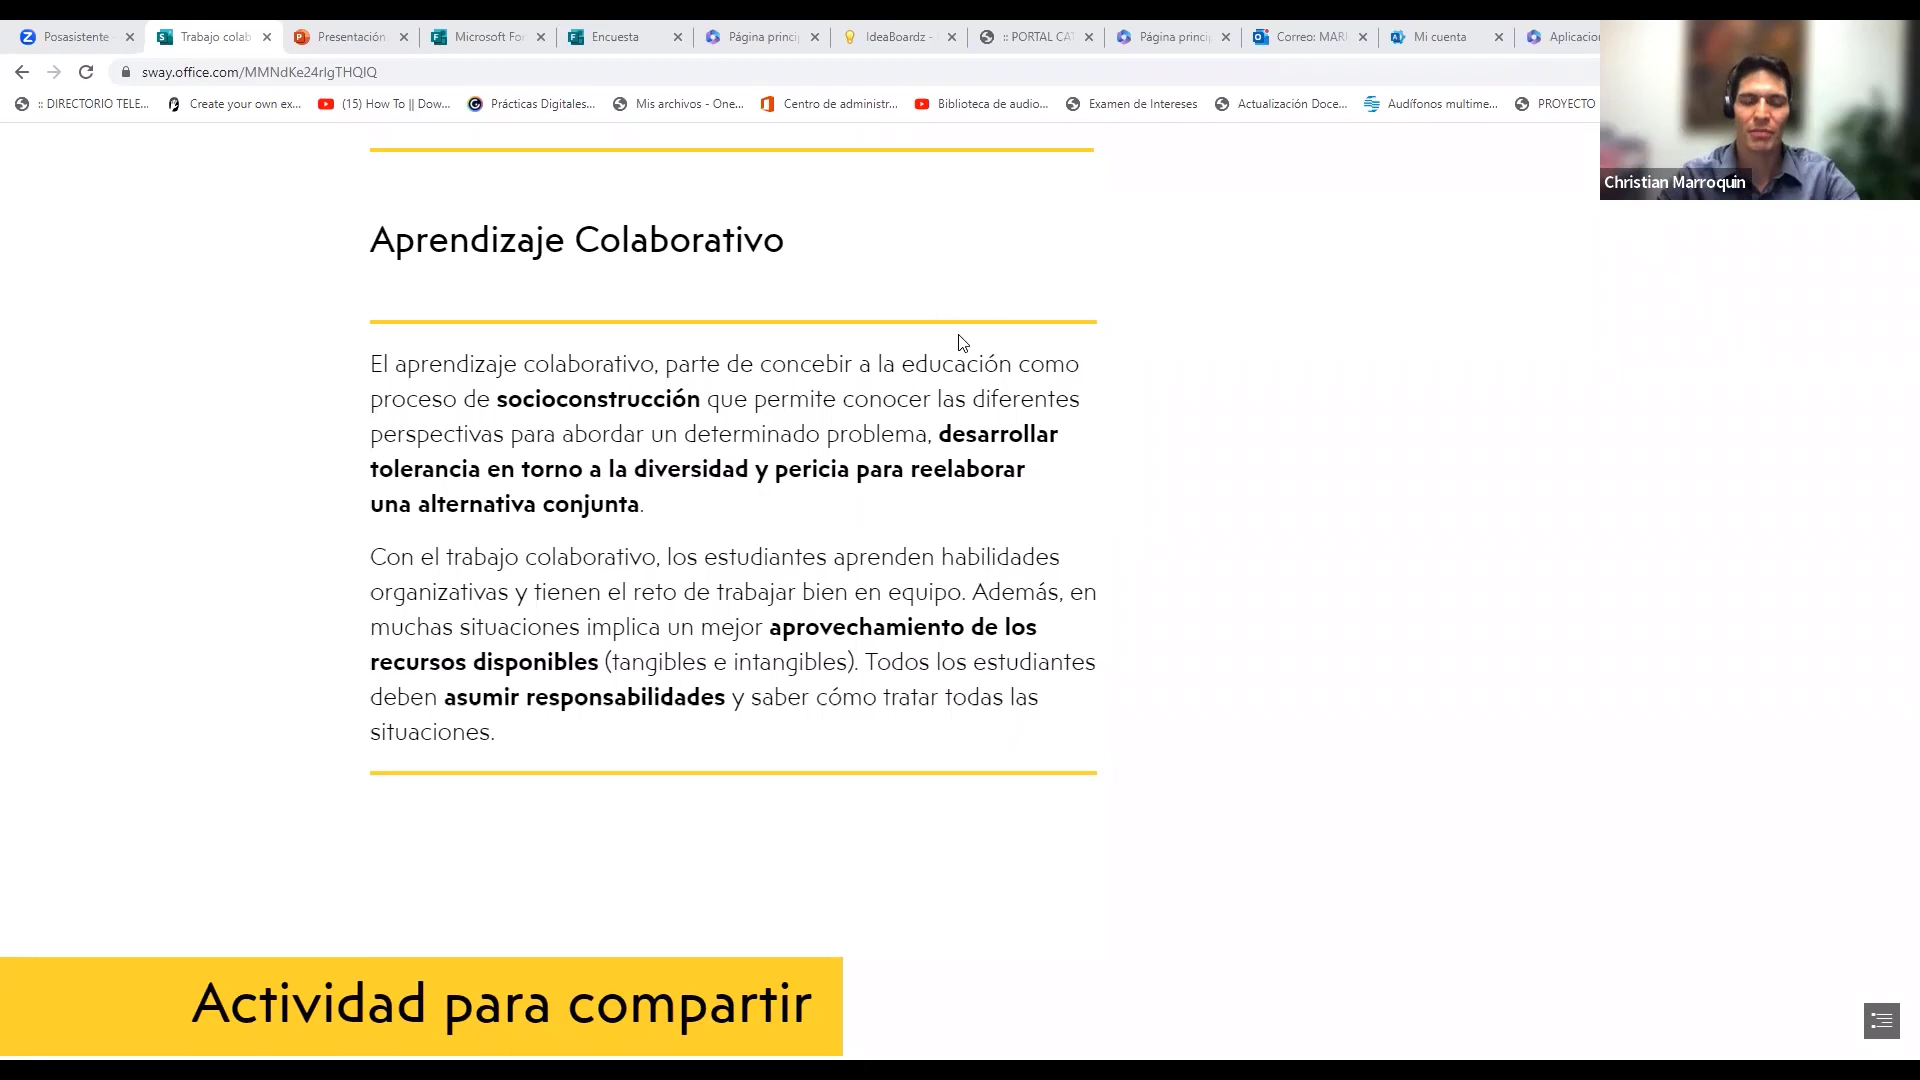 Posasistente
Trabajo colab
Presentación
Microsoft Fo
Encuesta
Página princi
IdeaBoardz -
:: PORTAL CA
Página princi
Correo: MAR
Mi cuenta
Aplicacion
sway.office.com/MMNdKe24rIgTHQIQ
:: DIRECTORIO TELE...
Create your own ex...
(15) How To || Dow...
Prácticas Digitales...
Mis archivos - One...
Centro de administr...
Biblioteca de audio...
Examen de Intereses
Actualización Doce...
Audífonos multime...
PROYECTO
Christian Marroquin
Aprendizaje Colaborativo
El aprendizaje colaborativo, parte de concebir a la educación como
proceso de socioconstrucción que permite conocer las diferentes
perspectivas para abordar un determinado problema, desarrollar
tolerancia en torno a la diversidad y pericia para reelaborar
una alternativa conjunta.
Con el trabajo colaborativo, los estudiantes aprenden habilidades
organizativas y tienen el reto de trabajar bien en equipo. Además, en
muchas situaciones implica un mejor aprovechamiento de los
recursos disponibles (tangibles e intangibles). Todos los estudiantes
deben asumir responsabilidades y saber cómo tratar todas las
situaciones.
Actividad para compartir